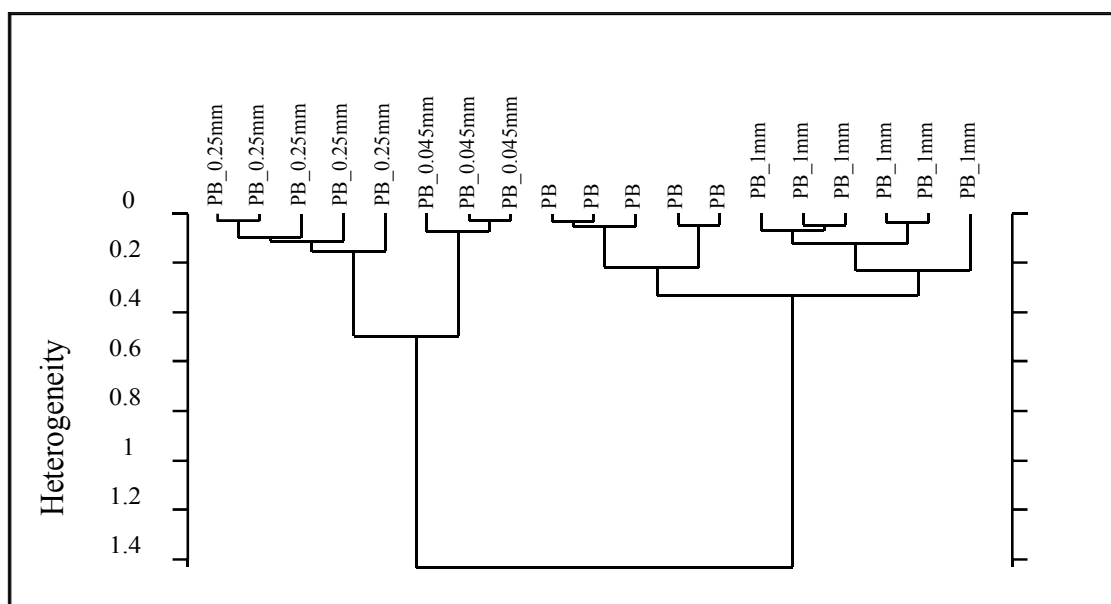 PB_0.25mm
PB_0.25mm
PB_0.25mm
PB_0.25mm
PB_0.25mm
PB_0.045mm
PB_0.045mm
PB_0.045mm
PB
PB
PB
PB
PB
PB_1mm
PB_1mm
PB_1mm
PB_1mm
PB_1mm
PB_1mm
0
0.2
0.4
0.6
0.8
1
1.2
1.4
Heterogeneity